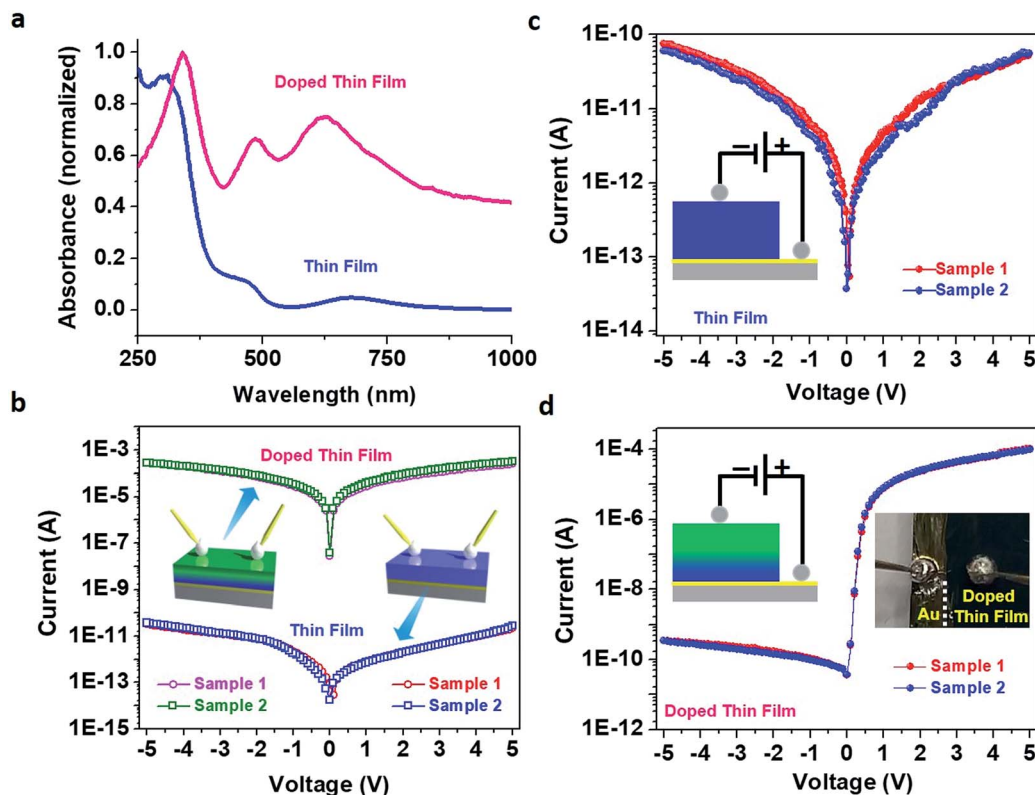 a
1.0
0.8
0.6
0.4
0.2
0.0
Absorbance (normalized)
Doped Thin Film
Thin Film
250
500
750
1000
Wavelength (nm)
b
1E-3
1E-5
1E-7
1E-9
1E-11
1E-13
1E-15
Current (A)
Doped Thin Film
Thin Film
Sample 1
Sample 2
Sample 1
Sample 2
-5 -4 -3 -2 -1 0 1 2 3 4 5
Voltage (V)
c
1E-10
1E-11
1E-12
1E-13
1E-14
Current (A)
− +
Thin Film
Sample 1
Sample 2
-5 -4 -3 -2 -1 0 1 2 3 4 5
Voltage (V)
d
1E-4
1E-6
1E-8
1E-10
1E-12
Current (A)
− +
Au
Doped
Thin Film
Sample 1
Sample 2
Doped Thin Film
-5 -4 -3 -2 -1 0 1 2 3 4 5
Voltage (V)